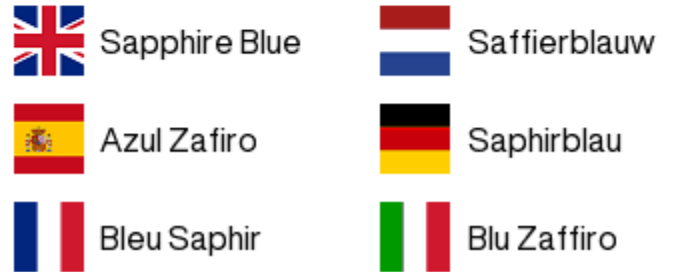 Sapphire Blue
Saffierblauw
Azul Zafiro
Saphirblau
Bleu Saphir
Blu Zaffiro